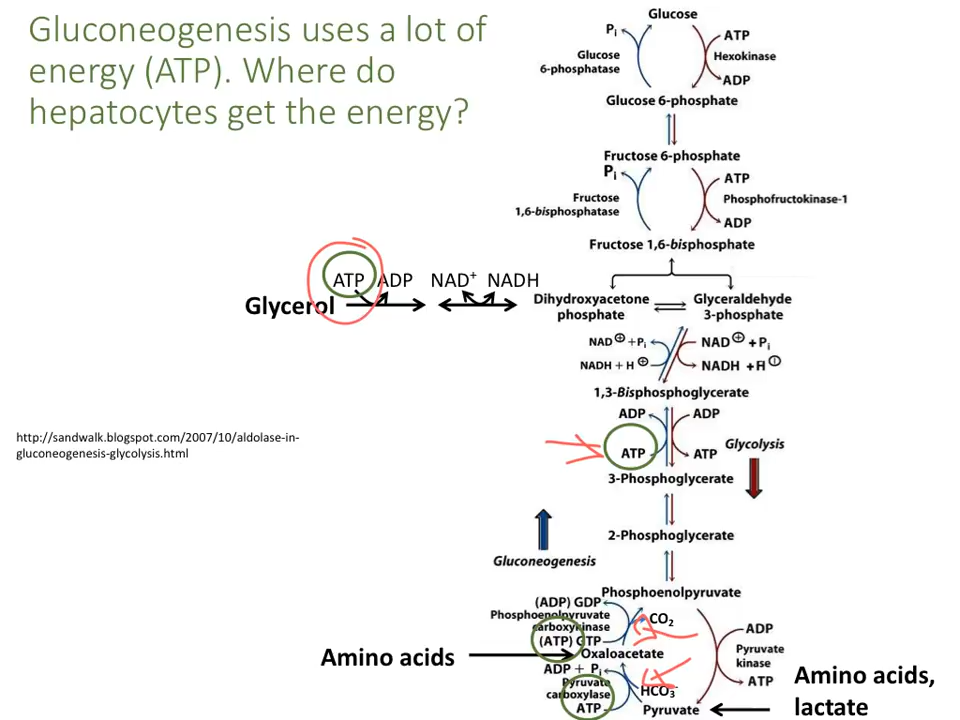 Gluconeogenesis uses a lot of
energy (ATP). Where do
hepatocytes get the energy?
Glucose
Pi
ATP
Glucose
6-phosphatase
Hexokinase
ADP
Glucose 6-phosphate
Fructose 6-phosphate
Pi
ATP
Fructose
1,6-bisphosphatase
Phosphofructokinase-1
ADP
Fructose 1,6-bisphosphate
ATP ADP NAD+ NADH
Glycerol
Dihydroxyacetone
phosphate
Glyceraldehyde
3-phosphate
NAD⊕ + Pi
NAD⊕ + Pi
NADH + H⊕
NADH + H
1,3-Bisphosphoglycerate
ADP
ADP
http://sandwalk.blogspot.com/2007/10/aldolase-in-
gluconeogenesis-glycolysis.html
ATP
ATP
Glycolysis
3-Phosphoglycerate
2-Phosphoglycerate
Gluconeogenesis
Phosphoenolpyruvate
(ADP) GDP
Phosphoenolpyruvate
carboxykinase
(ATP) GTP
CO2
ADP
Pyruvate
kinase
ATP
Amino acids
Oxaloacetate
ADP + Pi
Pyruvate
carboxylase
ATP
HCO3-
Pyruvate
Amino acids,
lactate